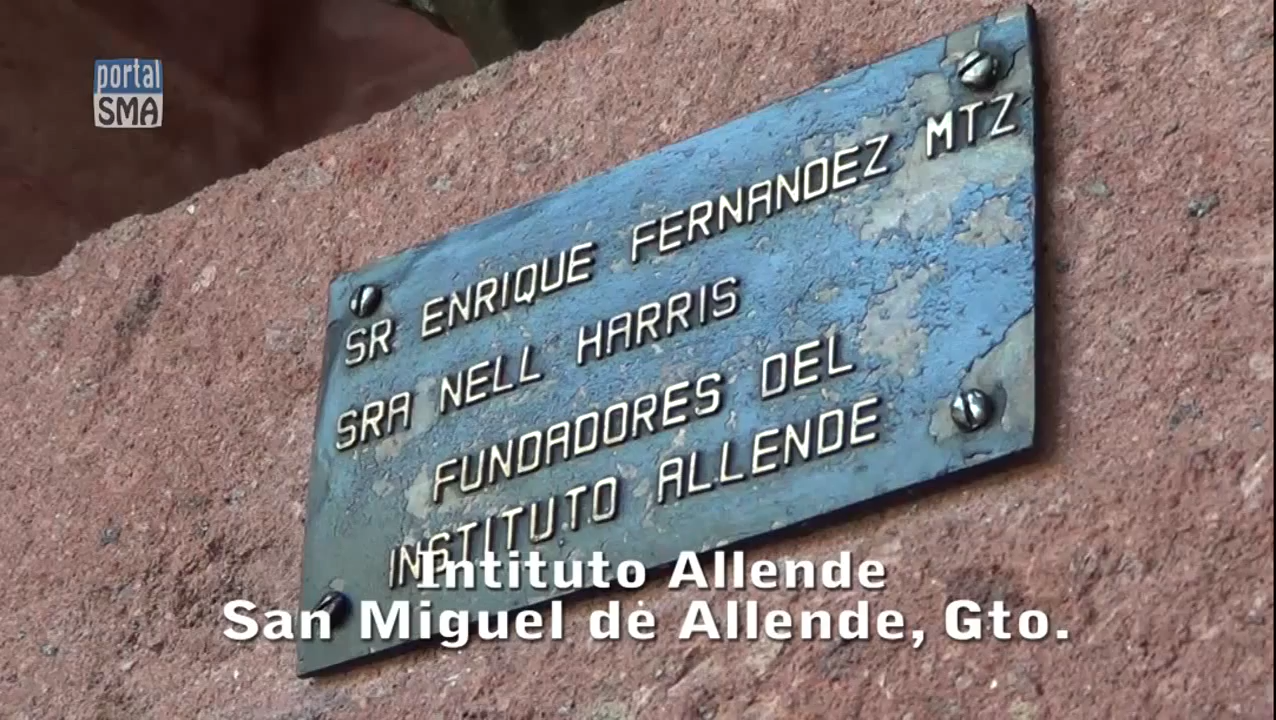 portal
SMA
SR ENRIQUE FERNANDEZ MTZ
SRA NELL HARRIS
FUNDADORES DEL
INSTITUTO ALLENDE
Intituto Allende
San Miguel de Allende, Gto.